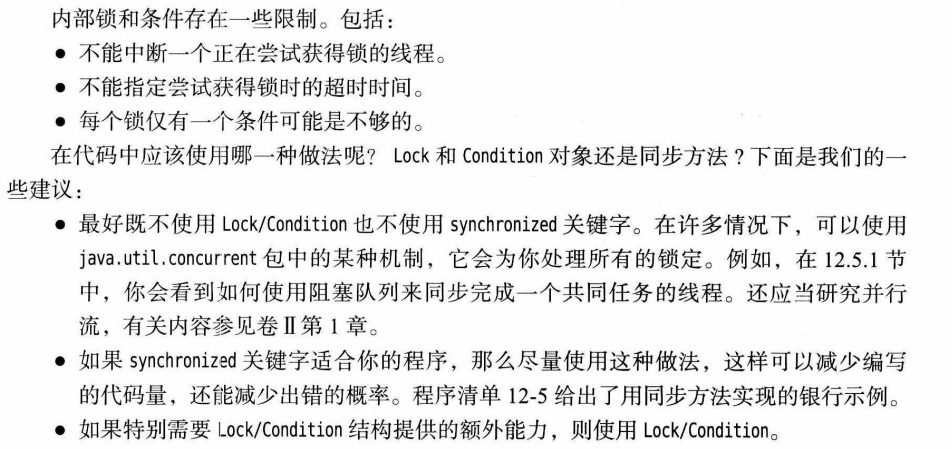 内部锁和条件存在一些限制。包括：
● 不能中断一个正在尝试获得锁的线程。
● 不能指定尝试获得锁时的超时时间。
● 每个锁仅有一个条件可能是不够的。
在代码中应该使用哪一种做法呢？ Lock 和 Condition 对象还是同步方法？下面是我们的一
些建议：
● 最好既不使用 Lock/Condition 也不使用 synchronized 关键字。在许多情况下，可以使用
java.util.concurrent 包中的某种机制，它会为你处理所有的锁定。例如，在 12.5.1 节
中，你会看到如何使用阻塞队列来同步完成一个共同任务的线程。还应当研究并行
流，有关内容参见卷Ⅱ第 1 章。
● 如果 synchronized 关键字适合你的程序，那么尽量使用这种做法，这样可以减少编写
的代码量，还能减少出错的概率。程序清单 12-5 给出了用同步方法实现的银行示例。
● 如果特别需要 Lock/Condition 结构提供的额外能力，则使用 Lock/Condition。